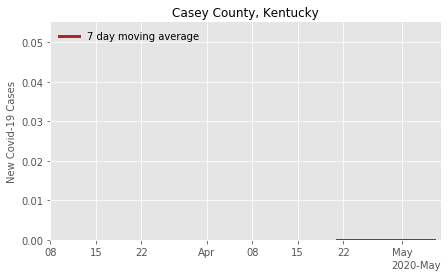 Casey County, Kentucky
7 day moving average
New Covid-19 Cases
0.05
0.04
0.03
0.02
0.01
0.00
08 15 22 Apr 08 15 22 May
2020-May